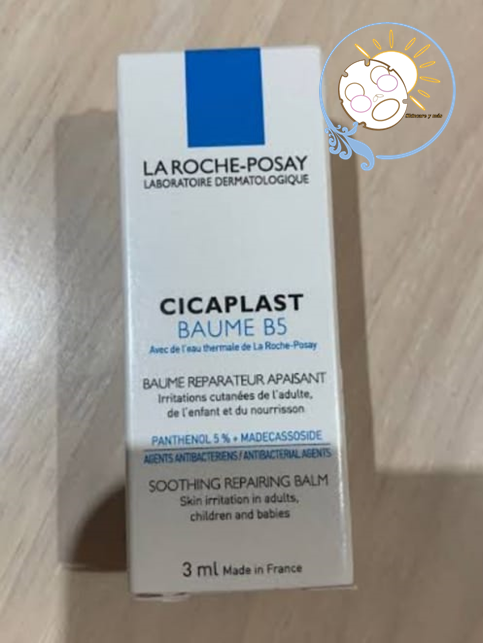 LA ROCHE-POSAY
LABORATOIRE DERMATOLOGIQUE
CICAPLAST
BAUME B5
Avec de l'eau thermale de La Roche-Posay
BAUME REPARATEUR APAISANT
Irritations cutanées de l'adulte,
de l'enfant et du nourrisson
PANTHENOL 5 % + MADECASSOSIDE
AGENTS ANTIBACTERIENS / ANTIBACTERIAL AGENTS
SOOTHING REPAIRING BALM
Skin irritation in adults,
children and babies
3 ml Made in France